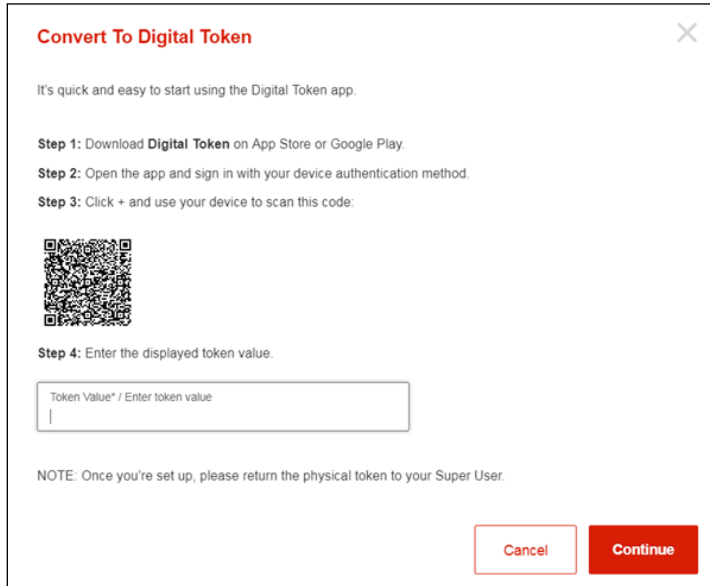 Convert To Digital Token
It's quick and easy to start using the Digital Token app.
Step 1: Download Digital Token on App Store or Google Play.
Step 2: Open the app and sign in with your device authentication method.
Step 3: Click + and use your device to scan this code:
Step 4: Enter the displayed token value.
Token Value* / Enter token value
NOTE: Once you're set up, please return the physical token to your Super User.
Cancel
Continue